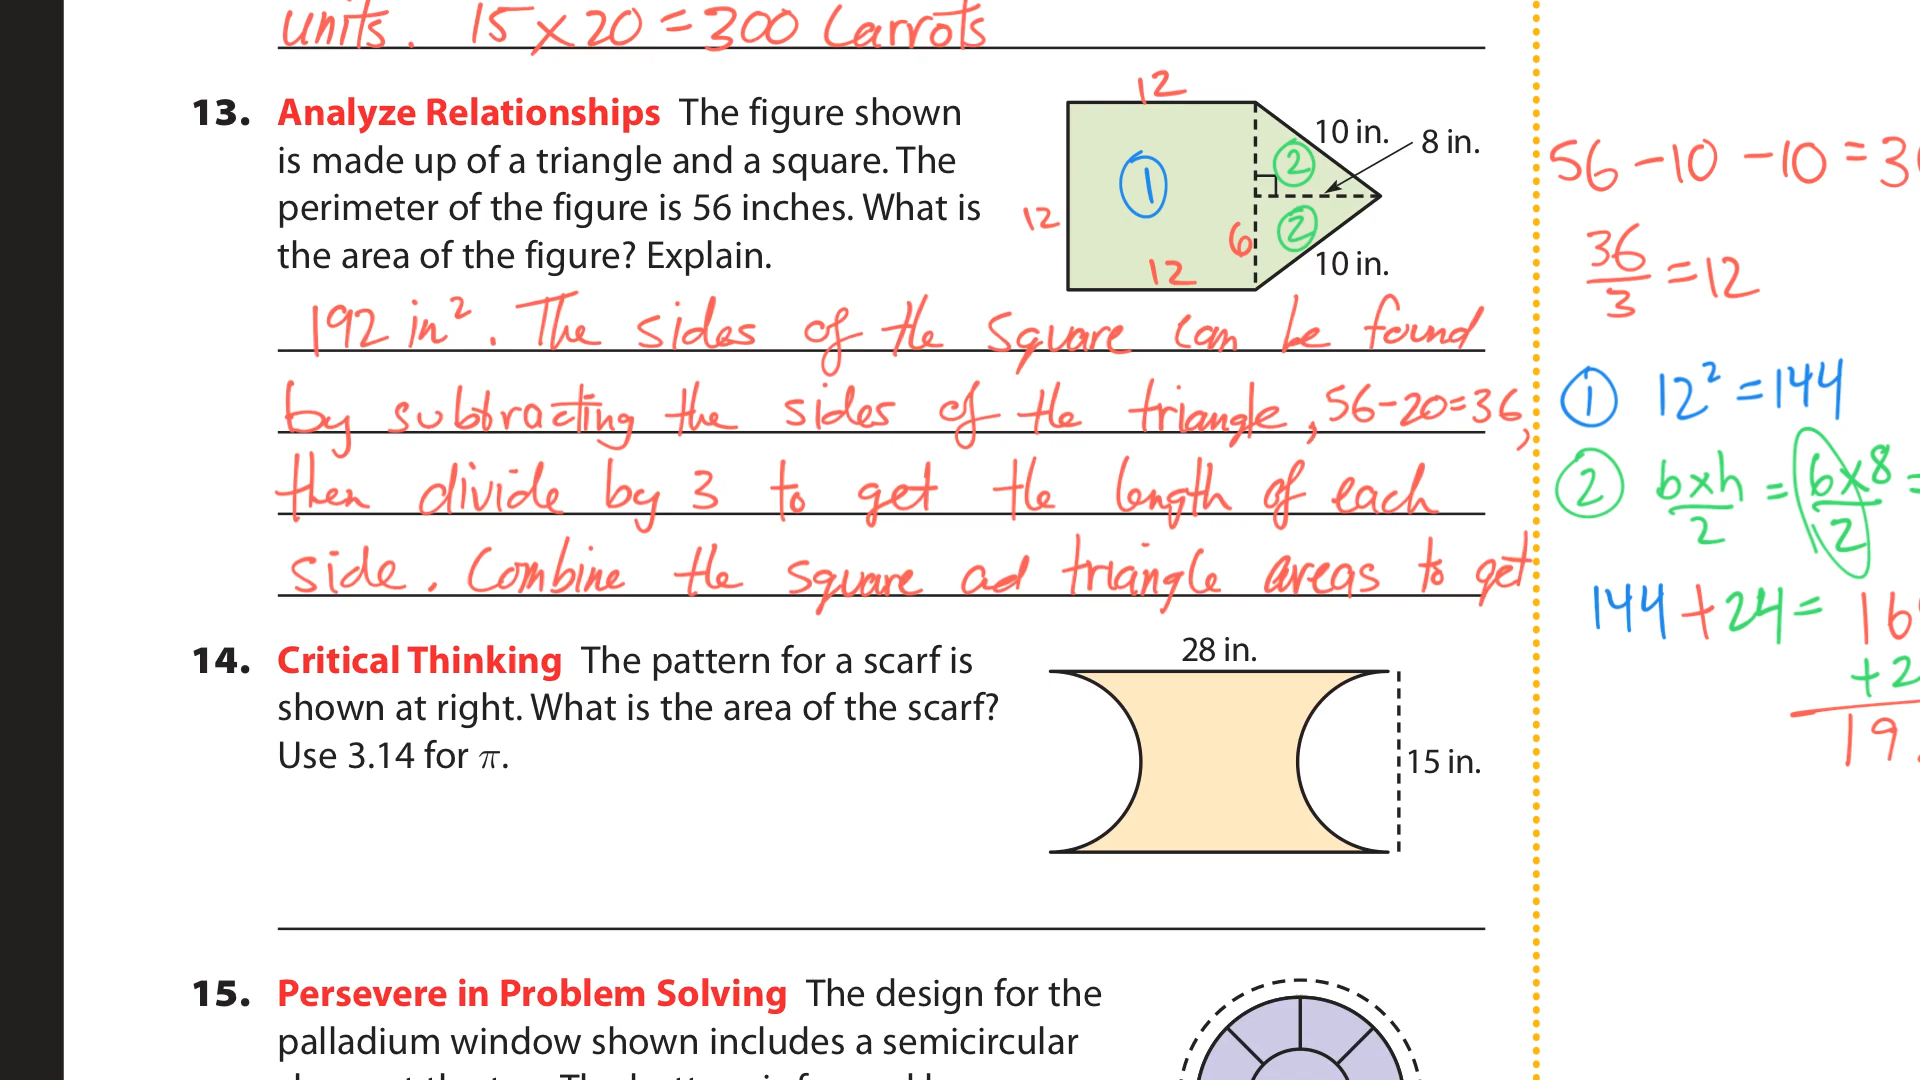 units. 15 x 20 = 300 Carrots
13. Analyze Relationships The figure shown
is made up of a triangle and a square. The
perimeter of the figure is 56 inches. What is
the area of the figure? Explain.
12
12
12
6
1
2
2
10 in.
8 in.
10 in.
192 in². The sides of the square can be found
by subtracting the sides of the triangle, 56-20=36,
then divide by 3 to get the length of each
side. Combine the square ad triangle areas to get
56 - 10 - 10 = 3
36/3 = 12
1 12² = 144
2 bxh/2 = 6x8/2 =
144 + 24 = 16
+2
19
14. Critical Thinking The pattern for a scarf is
shown at right. What is the area of the scarf?
Use 3.14 for π.
28 in.
15 in.
15. Persevere in Problem Solving The design for the
palladium window shown includes a semicircular